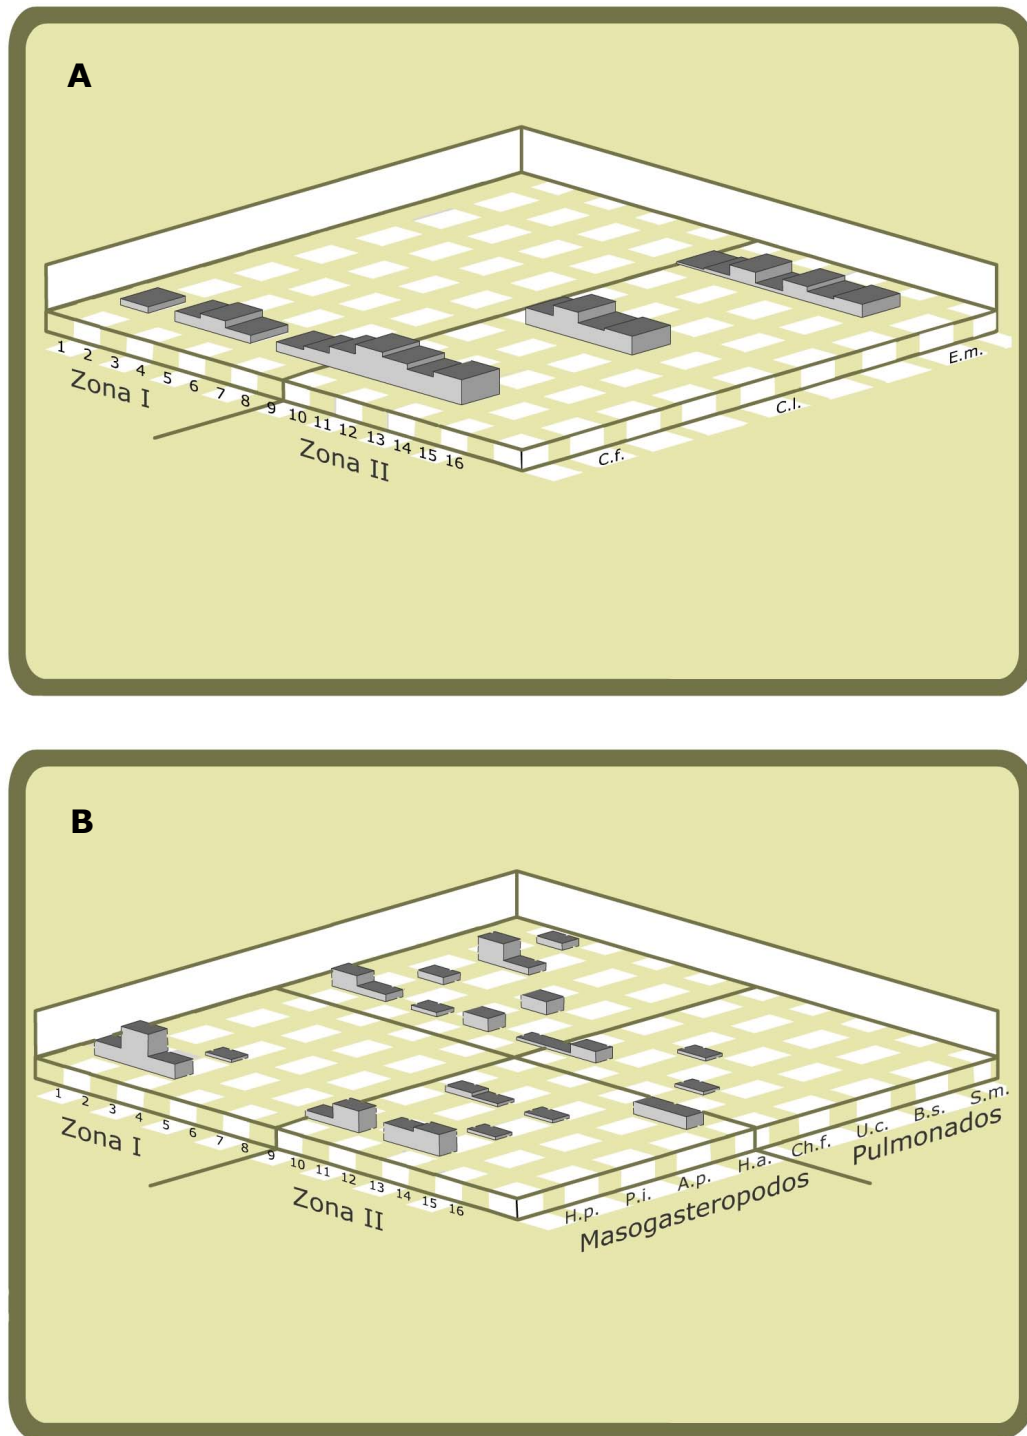 A
1 2 3 4 5 6 7 8 9 10 11 12 13 14 15 16
Zona I
Zona II
C.f.
C.l.
E.m.
B
1 2 3 4 5 6 7 8 9 10 11 12 13 14 15 16
Zona I
Zona II
H.p. P.i. A.p. H.a. Ch.f. U.c. B.s. S.m.
Masogasteropodos
Pulmonados